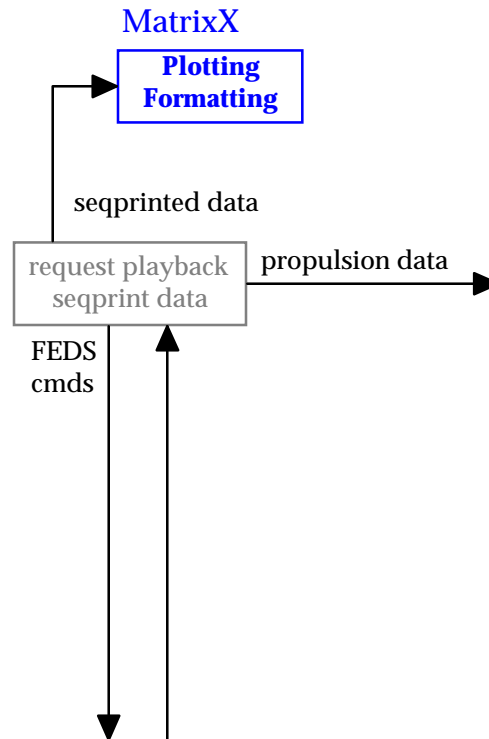 MatrixX
Plotting
Formatting
seqprinted data
request playback
seqprint data
propulsion data
FEDS
cmds